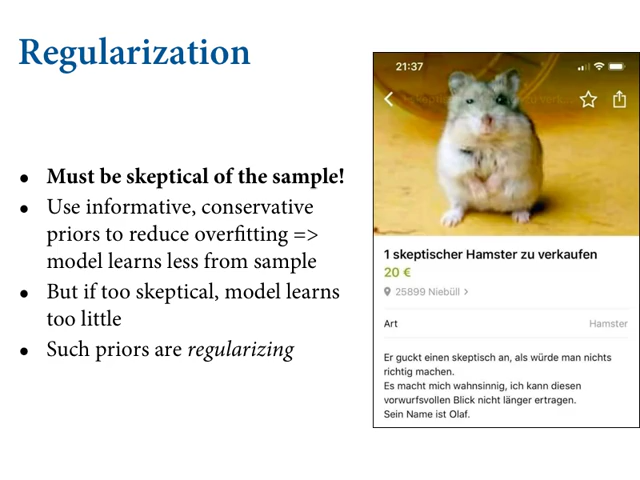 Regularization
• Must be skeptical of the sample!
• Use informative, conservative
priors to reduce overfitting =>
model learns less from sample
• But if too skeptical, model learns
too little
• Such priors are regularizing
21:37
1 skeptischer Hamster zu verkaufen
20 €
25899 Niebüll >
Art Hamster
Er guckt einen skeptisch an, als würde man nichts
richtig machen.
Es macht mich wahnsinnig, ich kann diesen
vorwurfsvollen Blick nicht länger ertragen.
Sein Name ist Olaf.